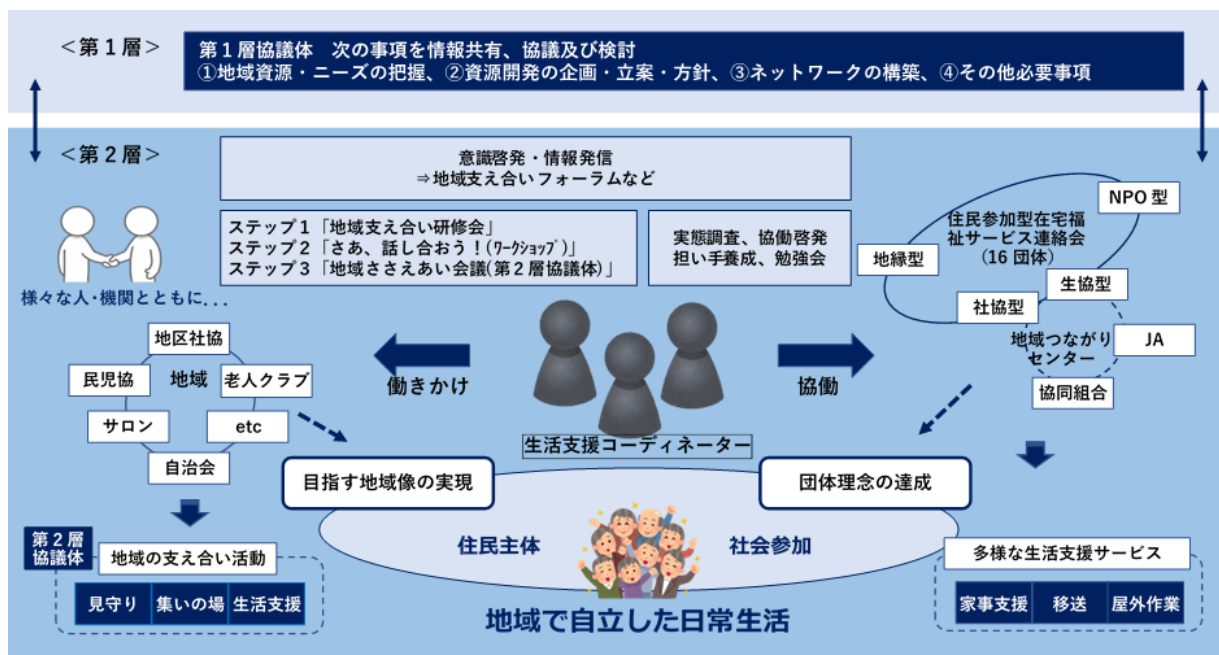 ＜第１層＞
第１層協議体　次の事項を情報共有、協議及び検討
①地域資源・ニーズの把握、②資源開発の企画・立案・方針、③ネットワークの構築、④その他必要事項
＜第２層＞
意識啓発・情報発信
⇒地域支え合いフォーラムなど
ステップ１「地域支え合い研修会」
ステップ２「さあ、話し合おう！(ﾜｰｸｼｮｯﾌﾟ)」
ステップ３「地域ささえあい会議(第２層協議体)」
実態調査、協働啓発
担い手養成、勉強会
様々な人・機関とともに...
地区社協
民児協
地域
老人クラブ
サロン
etc
自治会
働きかけ
協働
生活支援コーディネーター
NPO型
住民参加型在宅福
祉サービス連絡会
(16団体)
地縁型
生協型
社協型
地域つながり
センター
JA
協同組合
目指す地域像の実現
団体理念の達成
住民主体
社会参加
地域で自立した日常生活
第２層
協議体
地域の支え合い活動
見守り
集いの場
生活支援
多様な生活支援サービス
家事支援
移送
屋外作業